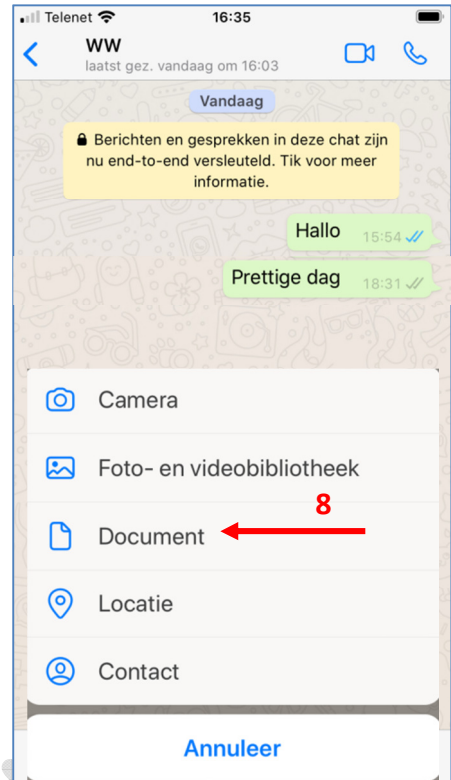 Telenet 16:35
WW
laatst gez. vandaag om 16:03
Vandaag
Berichten en gesprekken in deze chat zijn
nu end-to-end versleuteld. Tik voor meer
informatie.
Hallo 15:54
Prettige dag 18:31
Camera
Foto- en videobibliotheek
8
Document
Locatie
Contact
Annuleer